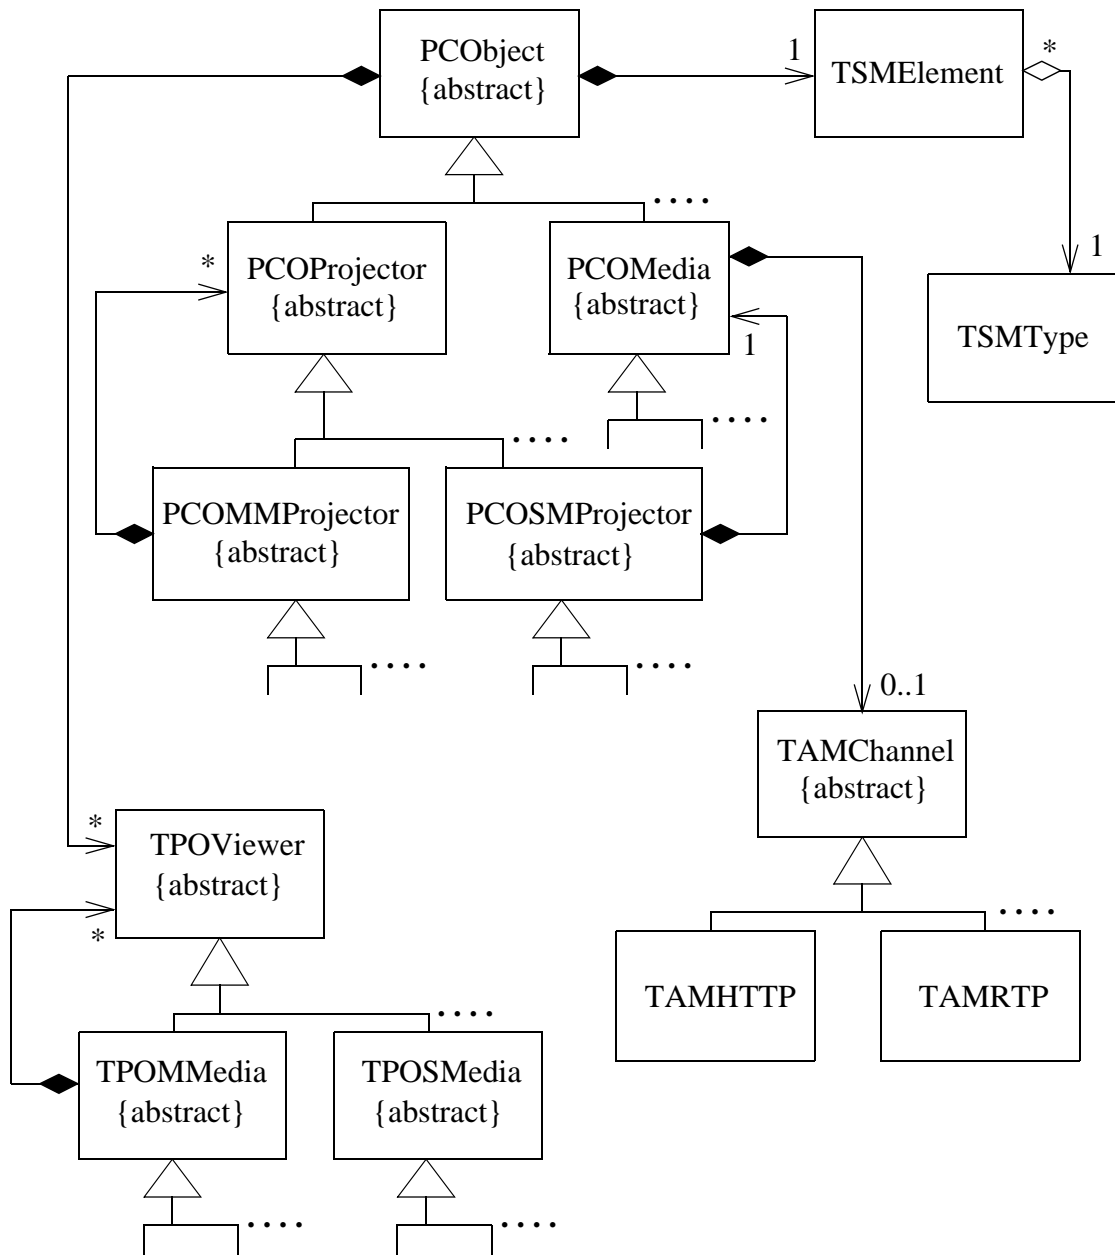 PCObject
{abstract}
1
TSMElement
*
....
PCOProjector
{abstract}
*
PCOMedia
{abstract}
1
1
TSMType
....
....
PCOMMProjector
{abstract}
PCOSMProjector
{abstract}
....
....
0..1
TAMChannel
{abstract}
*
TPOViewer
{abstract}
*
....
TAMHTTP
TAMRTP
....
TPOMMedia
{abstract}
TPOSMedia
{abstract}
....
....